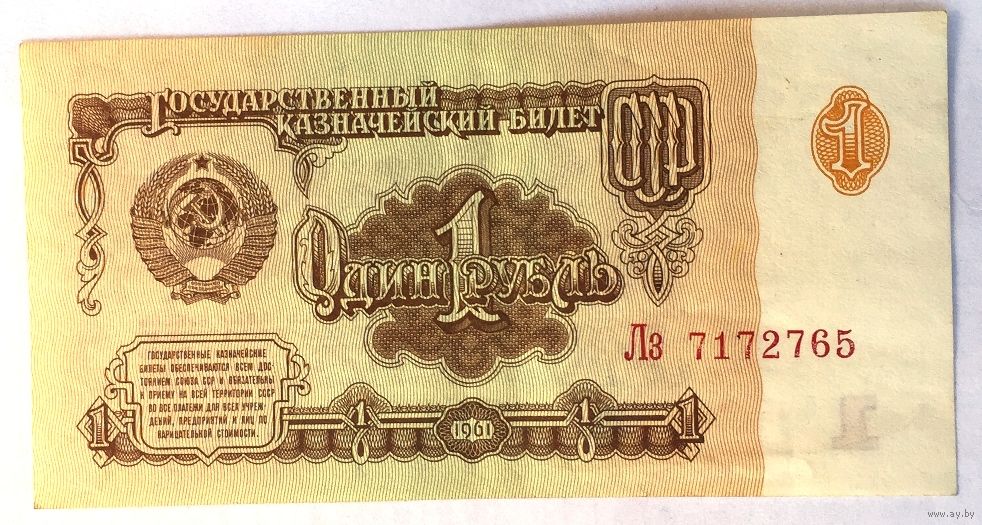 ГОСУДАРСТВЕННЫЙ
КАЗНАЧЕЙСКИЙ БИЛЕТ
СССР
1
1
ОДИН РУБЛЬ
Лз 7172765
ГОСУДАРСТВЕННЫЕ КАЗНАЧЕЙСКИЕ
БИЛЕТЫ ОБЕСПЕЧИВАЮТСЯ ВСЕМ ДОС-
ТОЯНИЕМ СОЮЗА ССР И ОБЯЗАТЕЛЬНЫ
К ПРИЕМУ НА ВСЕЙ ТЕРРИТОРИИ СССР
ВО ВСЕ ПЛАТЕЖИ ДЛЯ ВСЕХ УЧРЕЖ-
ДЕНИЙ, ПРЕДПРИЯТИЙ И ЛИЦ ПО
НАРИЦАТЕЛЬНОЙ СТОИМОСТИ.
1 1 1961 1 1
www.ay.by